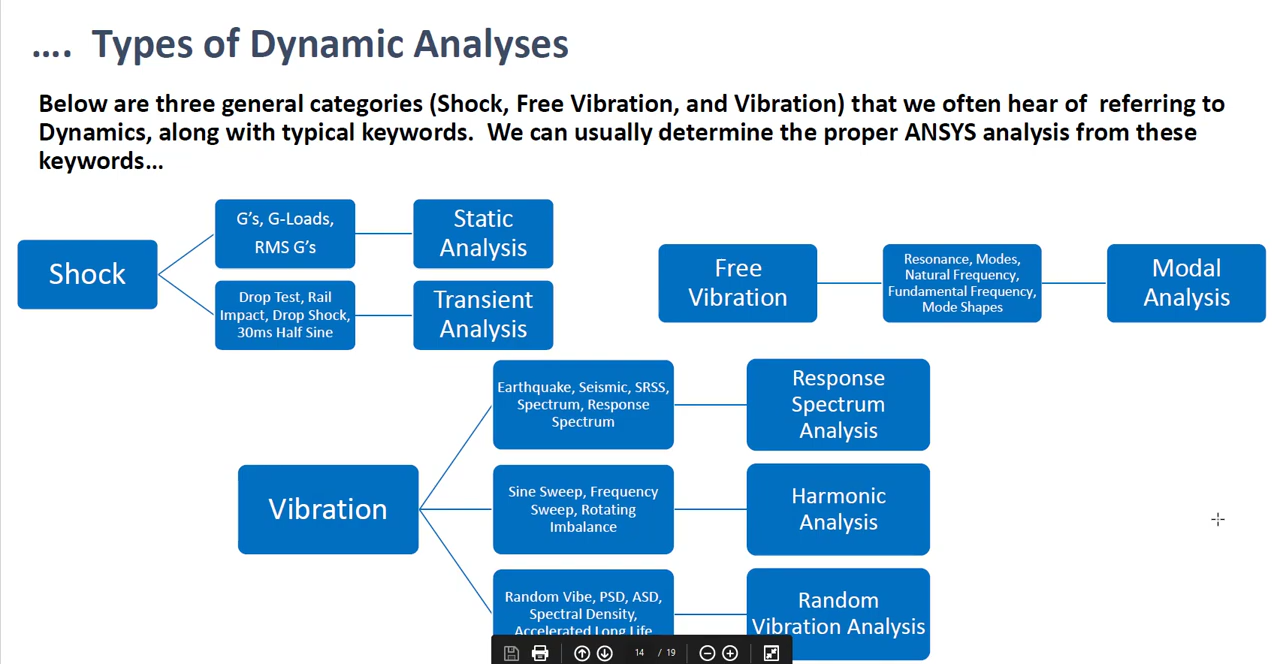 .... Types of Dynamic Analyses
Below are three general categories (Shock, Free Vibration, and Vibration) that we often hear of referring to
Dynamics, along with typical keywords. We can usually determine the proper ANSYS analysis from these
keywords...
Shock
G's, G-Loads,
RMS G's
Static
Analysis
Drop Test, Rail
Impact, Drop Shock,
30ms Half Sine
Transient
Analysis
Free
Vibration
Resonance, Modes,
Natural Frequency,
Fundamental Frequency,
Mode Shapes
Modal
Analysis
Vibration
Earthquake, Seismic, SRSS,
Spectrum, Response
Spectrum
Response
Spectrum
Analysis
Sine Sweep, Frequency
Sweep, Rotating
Imbalance
Harmonic
Analysis
Random Vibe, PSD, ASD,
Spectral Density,
Accelerated Long Life
Random
Vibration Analysis
14 / 19